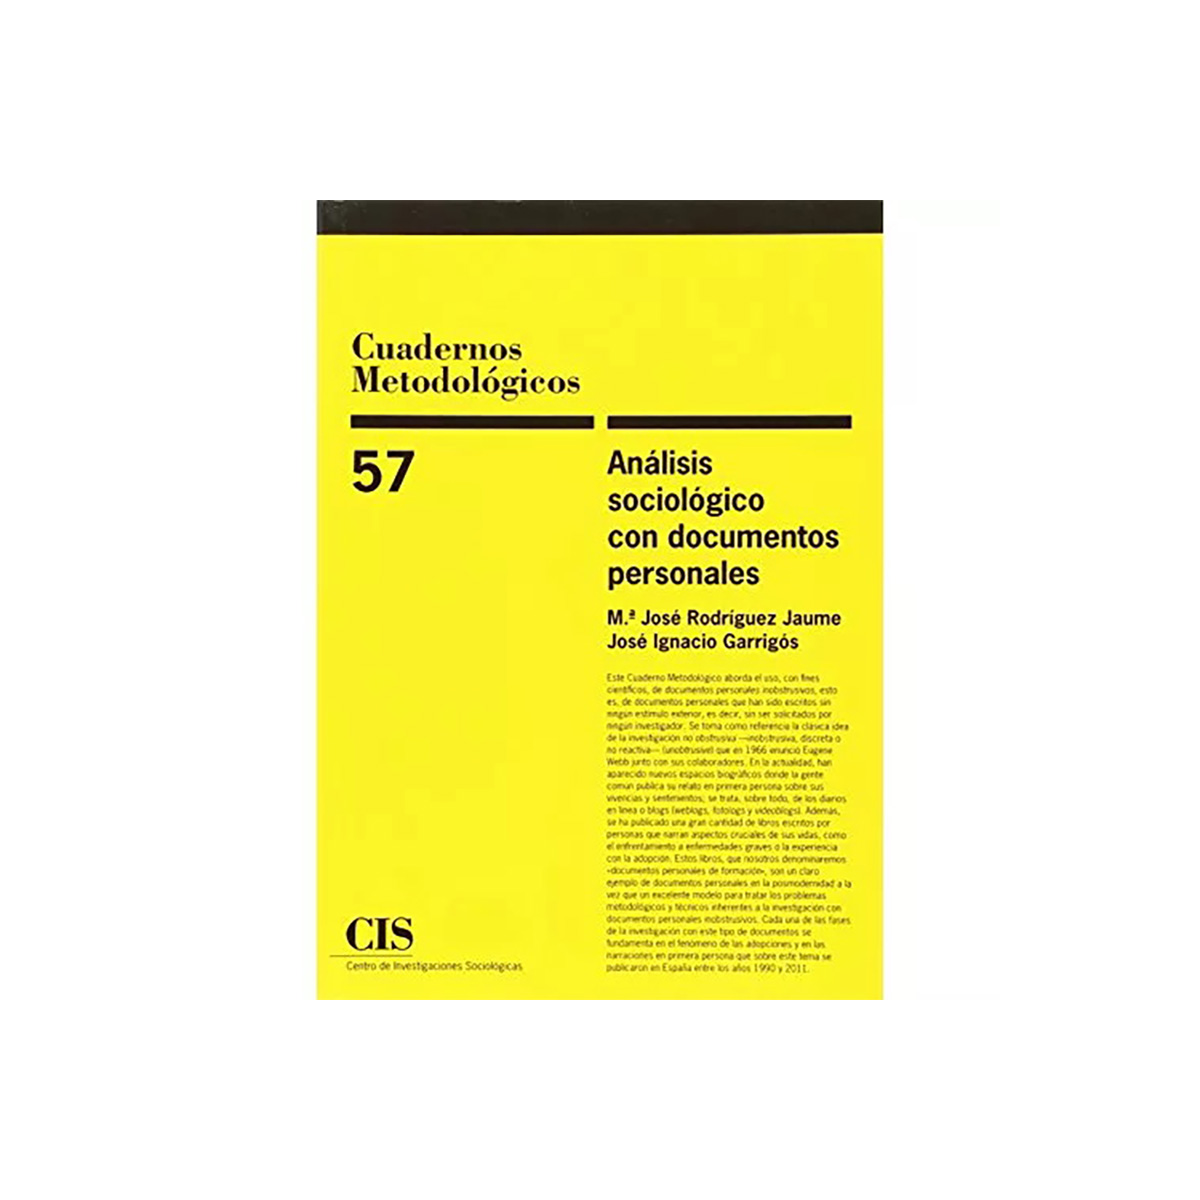 Cuadernos
Metodológicos
57
Análisis
sociológico
con documentos
personales
M.ª José Rodríguez Jaume
José Ignacio Garrigós
Este Cuaderno Metodológico aborda el uso, con fines
científicos, de documentos personales inobstrusivos, esto
es, de documentos personales que han sido escritos sin
ningún estímulo exterior, es decir, sin ser solicitados por
ningún investigador. Se toma como referencia la clásica idea
de la investigación no obstrusiva —inobstrusiva, discreta o
no reactiva— (unobtrusive) que en 1966 enunció Eugene
Webb junto con sus colaboradores. En la actualidad, han
aparecido nuevos espacios biográficos donde la gente
común publica su relato en primera persona sobre sus
vivencias y sentimientos; se trata, sobre todo, de los diarios
en línea o blogs (weblogs, fotologs y videoblogs). Además,
se ha publicado una gran cantidad de libros escritos por
personas que narran aspectos cruciales de sus vidas, como
el enfrentamiento a enfermedades graves o la experiencia
con la adopción. Estos libros, que nosotros denominaremos
«documentos personales de formación», son un claro
ejemplo de documentos personales en la posmodernidad a la
vez que un excelente modelo para tratar los problemas
metodológicos y técnicos inherentes a la investigación con
documentos personales inobstrusivos. Cada una de las fases
de la investigación con este tipo de documentos se
fundamenta en el fenómeno de las adopciones y en las
narraciones en primera persona que sobre este tema se
publicaron en España entre los años 1990 y 2011.
CIS
Centro de Investigaciones Sociológicas